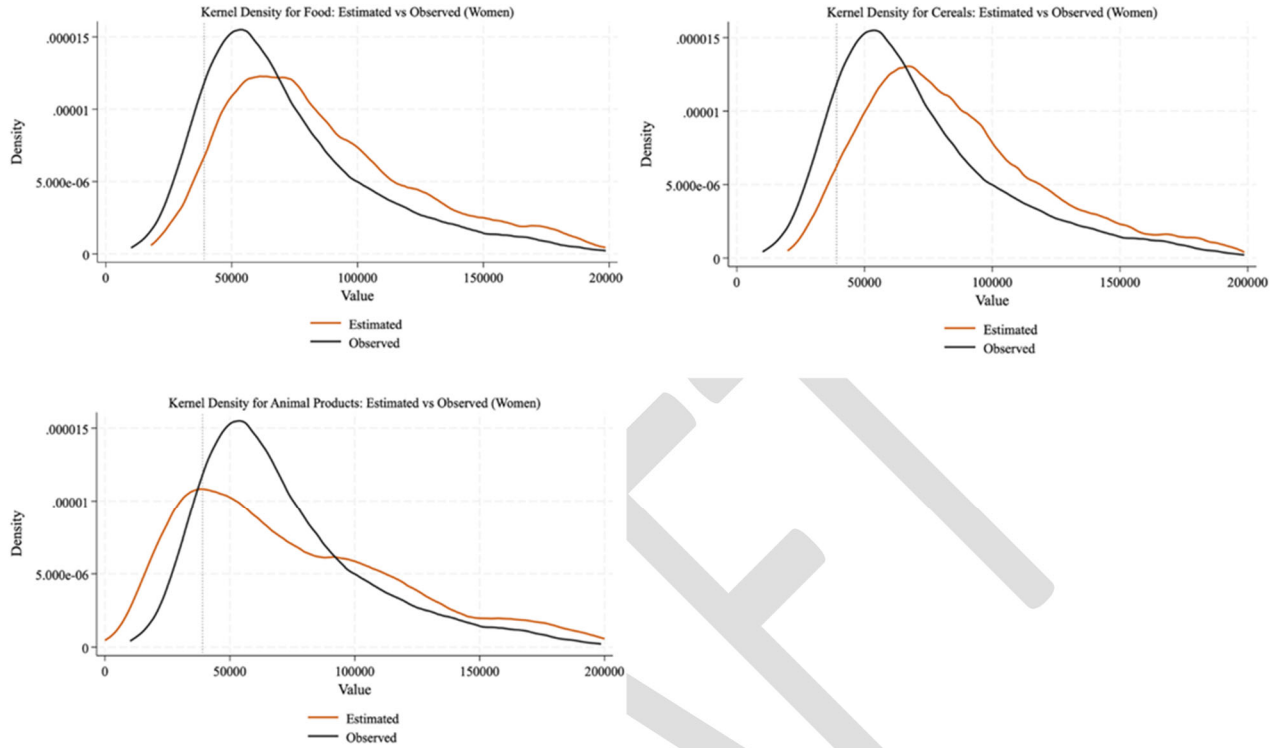 Kernel Density for Food: Estimated vs Observed (Women)
.000015
.00001
5.000e-06
0
Density
0 50000 100000 150000 20000
Value
Estimated
Observed
Kernel Density for Cereals: Estimated vs Observed (Women)
.000015
.00001
5.000e-06
0
Density
0 50000 100000 150000 200000
Value
Estimated
Observed
Kernel Density for Animal Products: Estimated vs Observed (Women)
.000015
.00001
5.000e-06
0
Density
0 50000 100000 150000 200000
Value
Estimated
Observed